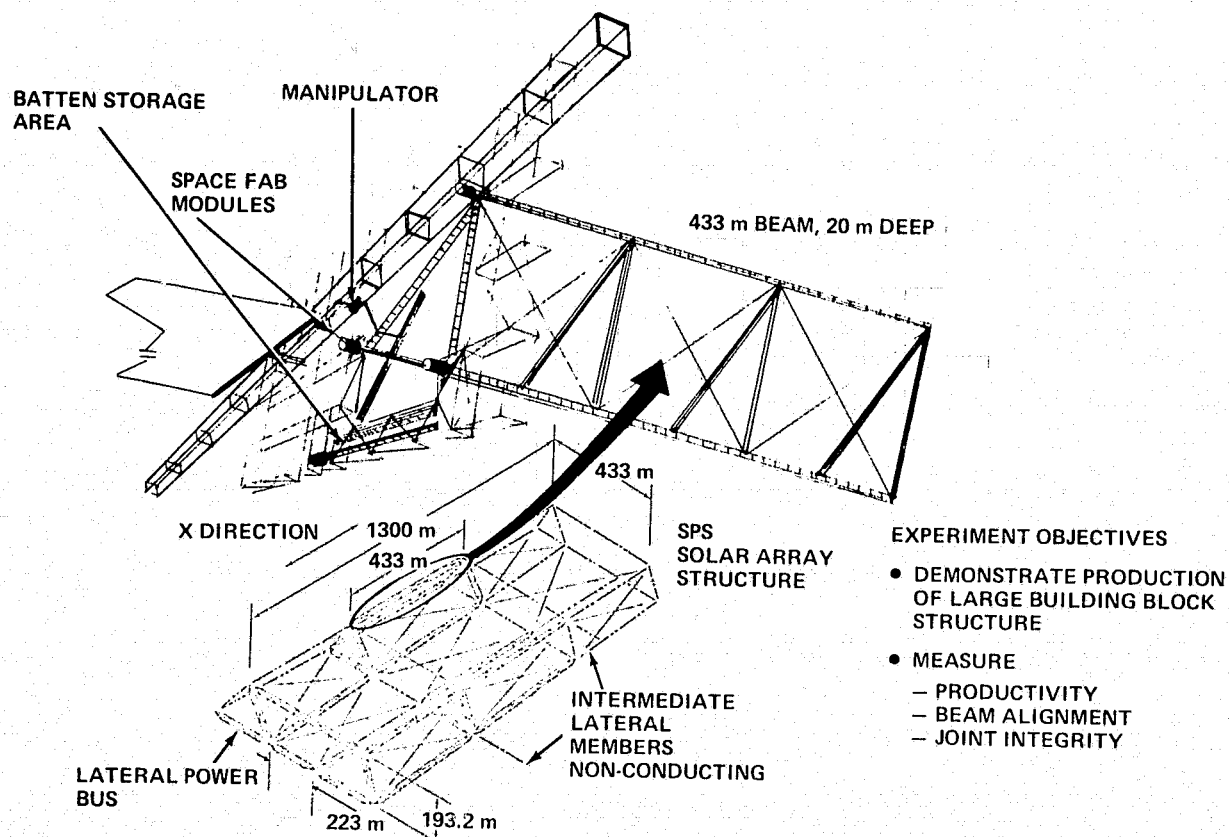 BATTEN STORAGE
AREA
MANIPULATOR
SPACE FAB
MODULES
433 m BEAM, 20 m DEEP
433 m
X DIRECTION
1300 m
433 m
SPS
SOLAR ARRAY
STRUCTURE
EXPERIMENT OBJECTIVES
● DEMONSTRATE PRODUCTION
OF LARGE BUILDING BLOCK
STRUCTURE
● MEASURE
– PRODUCTIVITY
– BEAM ALIGNMENT
– JOINT INTEGRITY
INTERMEDIATE
LATERAL
MEMBERS
NON-CONDUCTING
LATERAL POWER
BUS
223 m
193.2 m